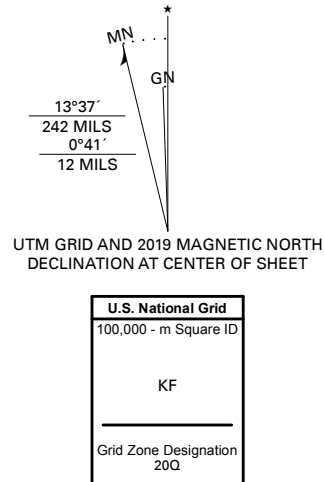 ★
MN
GN
13°37´
242 MILS
0°41´
12 MILS
UTM GRID AND 2019 MAGNETIC NORTH
DECLINATION AT CENTER OF SHEET
U.S. National Grid
100,000 - m Square ID
KF
Grid Zone Designation
20Q